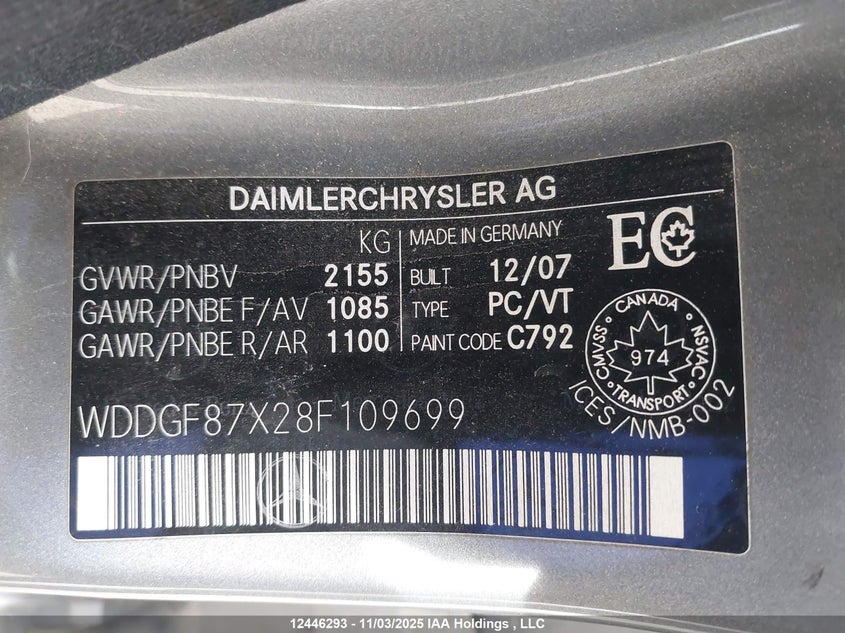 DAIMLERCHRYSLER AG
KG
GVWR/PNBV 2155
GAWR/PNBE F/AV 1085
GAWR/PNBE R/AR 1100
MADE IN GERMANY
BUILT 12/07
TYPE PC/VT
PAINT CODE C792
EC
CANADA
CMVSS 974 NSVAC
TRANSPORT
ICES/NMB-002
WDDGF87X28F109699
12446293 - 11/03/2025 IAA Holdings , LLC